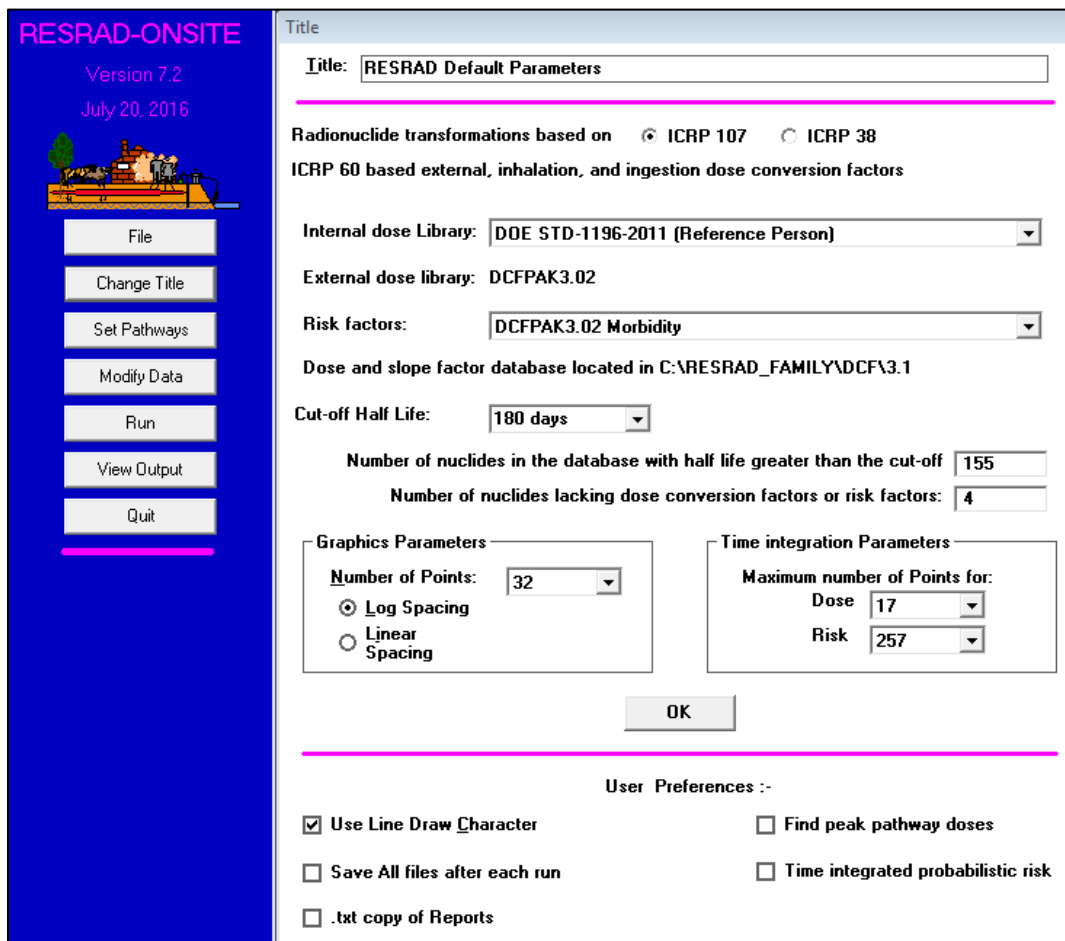 RESRAD-ONSITE
Version 7.2
July 20, 2016
File
Change Title
Set Pathways
Modify Data
Run
View Output
Quit
Title
Title: RESRAD Default Parameters
Radionuclide transformations based on ICRP 107 ICRP 38
ICRP 60 based external, inhalation, and ingestion dose conversion factors
Internal dose Library: DOE STD-1196-2011 (Reference Person)
External dose library: DCFPAK3.02
Risk factors: DCFPAK3.02 Morbidity
Dose and slope factor database located in C:\RESRAD_FAMILY\DCF\3.1
Cut-off Half Life: 180 days
Number of nuclides in the database with half life greater than the cut-off 155
Number of nuclides lacking dose conversion factors or risk factors: 4
Graphics Parameters
Number of Points: 32
Log Spacing
Linear
Spacing
Time integration Parameters
Maximum number of Points for:
Dose 17
Risk 257
OK
User Preferences :-
Use Line Draw Character
Find peak pathway doses
Save All files after each run
Time integrated probabilistic risk
.txt copy of Reports